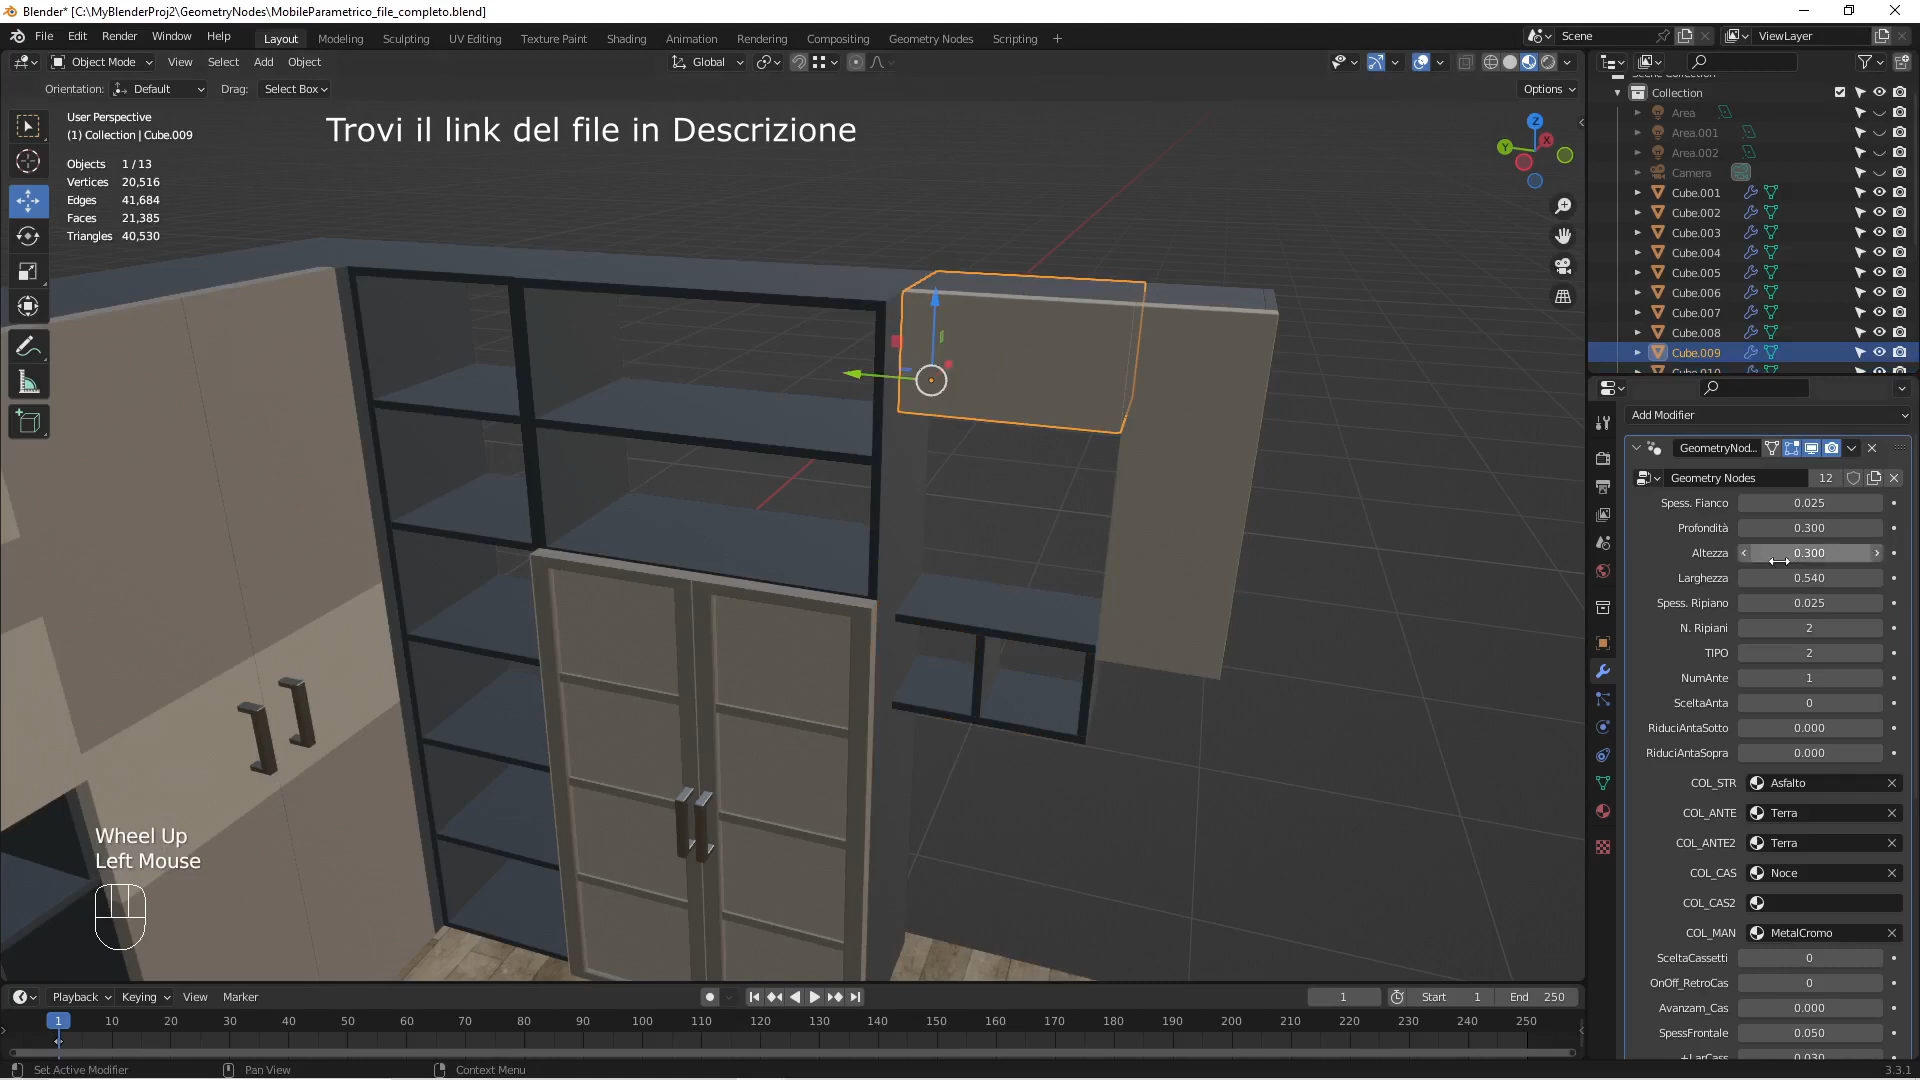 Blender* [C:\MyBlenderProj2\GeometryNodes\MobileParametrico_file_completo.blend]
File Edit Render Window Help Layout Modeling Sculpting UV Editing Texture Paint Shading Animation Rendering Compositing Geometry Nodes Scripting + Scene ViewLayer
Object Mode View Select Add Object Global
Orientation: Default Drag: Select Box Options
User Perspective
(1) Collection | Cube.009
Trovi il link del file in Descrizione
Objects 1 / 13
Vertices 20,516
Edges 41,684
Faces 21,385
Triangles 40,530
Z
X
Y
Collection
Area
Area.001
Area.002
Camera
Cube.001
Cube.002
Cube.003
Cube.004
Cube.005
Cube.006
Cube.007
Cube.008
Cube.009
Add Modifier
GeometryNod...
Geometry Nodes 12
Spess. Fianco 0.025
Profondità 0.300
Altezza 0.300
Larghezza 0.540
Spess. Ripiano 0.025
N. Ripiani 2
TIPO 2
NumAnte 1
SceltaAnta 0
RiduciAntaSotto 0.000
RiduciAntaSopra 0.000
COL_STR Asfalto
COL_ANTE Terra
COL_ANTE2 Terra
COL_CAS Noce
COL_CAS2
COL_MAN MetalCromo
SceltaCassetti 0
OnOff_RetroCas 0
Avanzam_Cas 0.000
SpessFrontale 0.050
+LarCass 0.030
Wheel Up
Left Mouse
Playback Keying View Marker 1 Start 1 End 250
1 10 20 30 40 50 60 70 80 90 100 110 120 130 140 150 160 170 180 190 200 210 220 230 240 250
Set Active Modifier Pan View Context Menu 3.3.1